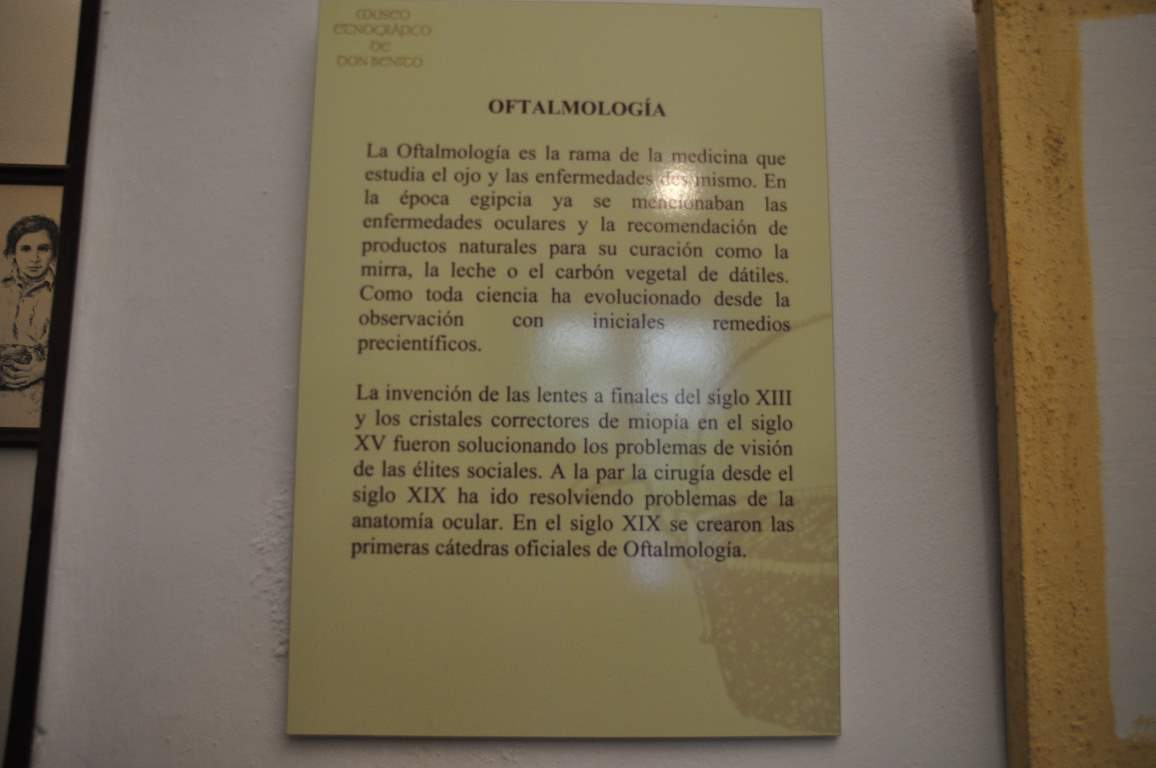 MUSEO
ETNOGRÁFICO
DE
DON BENITO
OFTALMOLOGÍA
La Oftalmología es la rama de la medicina que
estudia el ojo y las enfermedades del mismo. En
la época egipcia ya se mencionaban las
enfermedades oculares y la recomendación de
productos naturales para su curación como la
mirra, la leche o el carbón vegetal de dátiles.
Como toda ciencia ha evolucionado desde la
observación con iniciales remedios
precientíficos.
La invención de las lentes a finales del siglo XIII
y los cristales correctores de miopía en el siglo
XV fueron solucionando los problemas de visión
de las élites sociales. A la par la cirugía desde el
siglo XIX ha ido resolviendo problemas de la
anatomía ocular. En el siglo XIX se crearon las
primeras cátedras oficiales de Oftalmología.